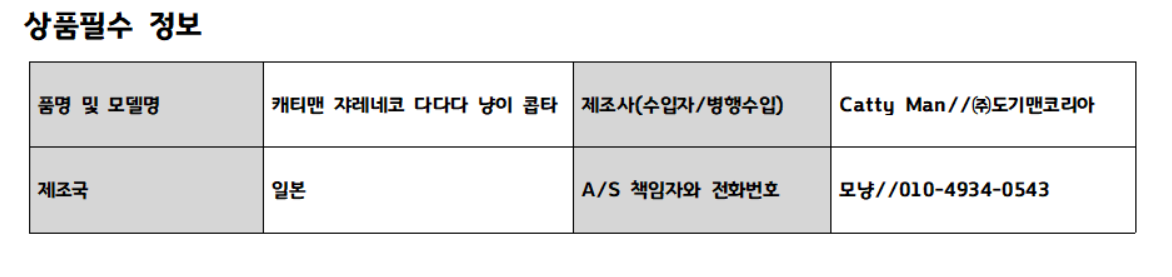 상품필수 정보
품명 및 모델명 캐티맨 쟈레네코 다다다 냥이 콥타 제조사(수입자/병행수입) Catty Man//㈜도기맨코리아
제조국 일본 A/S 책임자와 전화번호 모냥//010-4934-0543